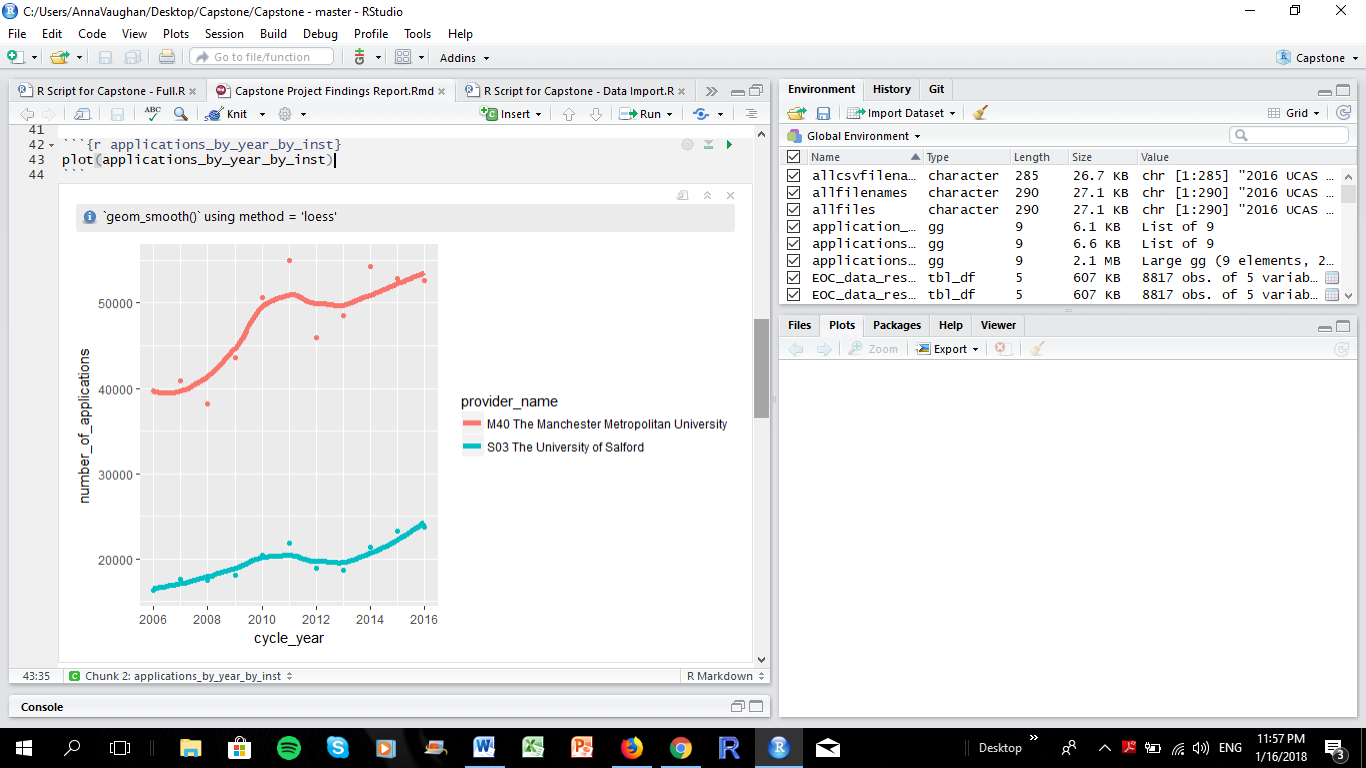 C:/Users/AnnaVaughan/Desktop/Capstone/Capstone - master - RStudio
File Edit Code View Plots Session Build Debug Profile Tools Help
Go to file/function Addins Capstone
R Script for Capstone - Full.R Capstone Project Findings Report.Rmd R Script for Capstone - Data Import.R
ABC Knit Insert Run
41
42 ```{r applications_by_year_by_inst}
43 plot(applications_by_year_by_inst)
44 ```
`geom_smooth()` using method = 'loess'
50000
40000
30000
20000
number_of_applications
2006 2008 2010 2012 2014 2016
cycle_year
provider_name
M40 The Manchester Metropolitan University
S03 The University of Salford
43:35 Chunk 2: applications_by_year_by_inst R Markdown
Console
Environment History Git
Import Dataset Grid
Global Environment
Name Type Length Size Value
allcsvfilena… character 285 26.7 KB chr [1:285] "2016 UCAS …
allfilenames character 290 27.1 KB chr [1:290] "2016 UCAS …
allfiles character 290 27.1 KB chr [1:290] "2016 UCAS …
application_… gg 9 6.1 KB List of 9
applications… gg 9 6.6 KB List of 9
applications… gg 9 2.1 MB Large gg (9 elements, 2…
EOC_data_res… tbl_df 5 607 KB 8817 obs. of 5 variab…
EOC_data_res… tbl_df 5 607 KB 8817 obs. of 5 variab…
Files Plots Packages Help Viewer
Zoom Export
Desktop ENG 11:57 PM
1/16/2018 3